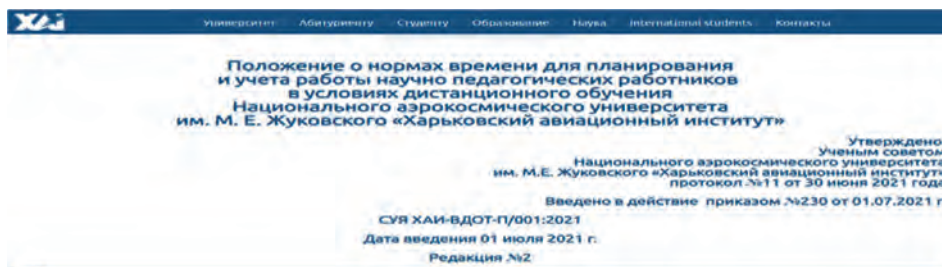 ХАІ Университет Абитуриенту Студенту Образование Наука International students Контакты
Положение о нормах времени для планирования
и учета работы научно педагогических работников
в условиях дистанционного обучения
Национального аэрокосмического университета
им. М. Е. Жуковского «Харьковский авиационный институт»
Утверждено
Ученым советом
Национального аэрокосмического университета
им. М.Е. Жуковского «Харьковский авиационный институт
протокол №11 от 30 июня 2021 года
Введено в действие приказом №230 от 01.07.2021 г
СУЯ ХАИ-ВДОТ-П/001:2021
Дата введения 01 июля 2021 г.
Редакция №2